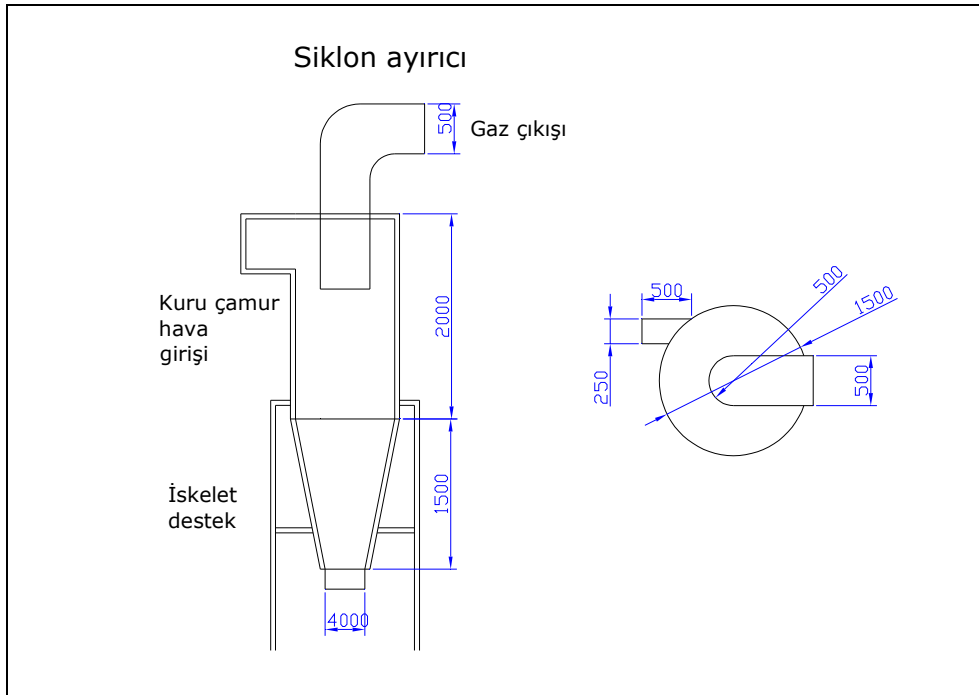 Siklon ayırıcı
500
Gaz çıkışı
Kuru çamur
hava
girişi
2000
İskelet
destek
1500
4000
500
250
500
1500
500